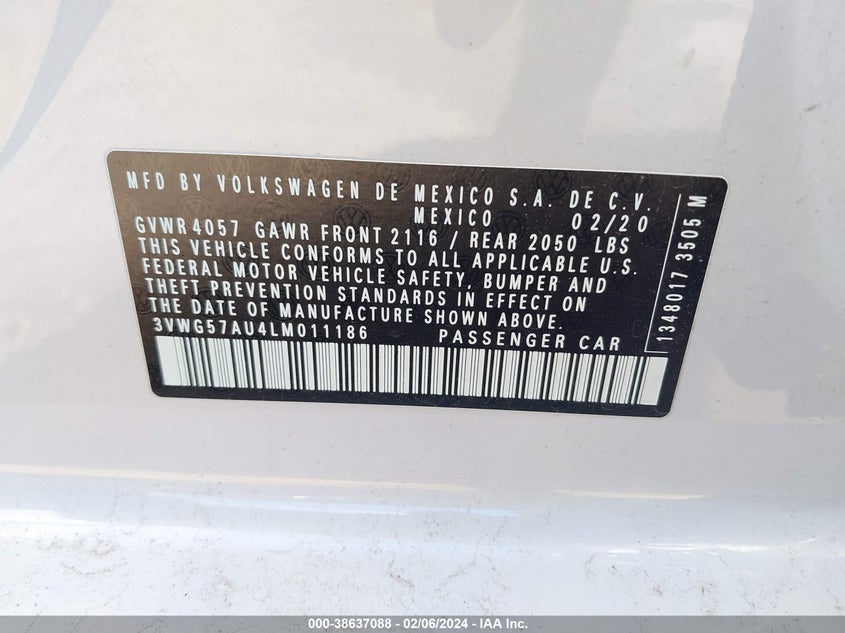 MFD BY VOLKSWAGEN DE MEXICO S.A. DE C.V.
MEXICO 02/20
GVWR 4057 GAWR FRONT 2116 / REAR 2050 LBS
THIS VEHICLE CONFORMS TO ALL APPLICABLE U.S.
FEDERAL MOTOR VEHICLE SAFETY, BUMPER AND
THEFT PREVENTION STANDARDS IN EFFECT ON
THE DATE OF MANUFACTURE SHOWN ABOVE.
3VWG57AU4LM011186 PASSENGER CAR
1348017 3505 M
000-38637088 - 02/06/2024 - IAA Inc.